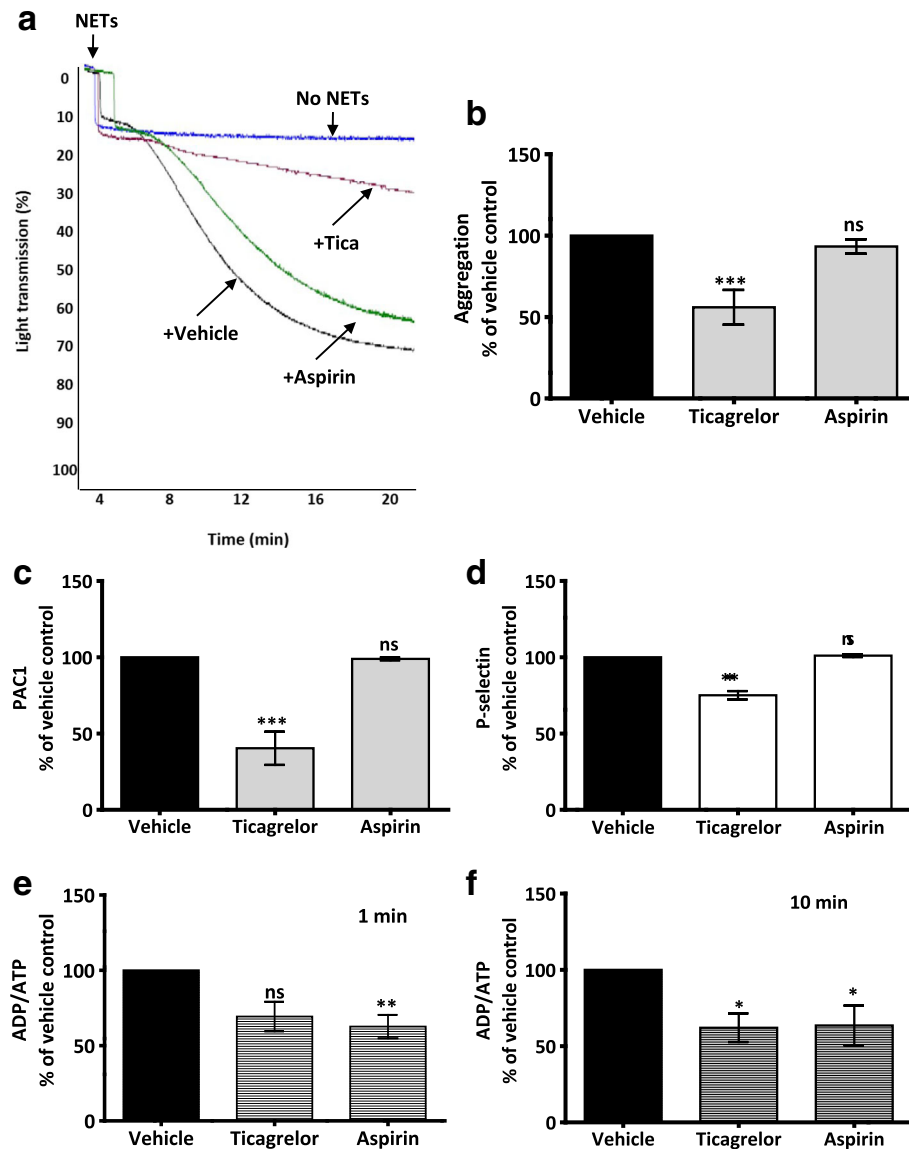 a
NETs
0
10
20
30
40
50
60
70
80
90
100
Light transmission (%)
No NETs
+Tica
+Vehicle
+Aspirin
4 8 12 16 20
Time (min)
b
150
100
50
0
Aggregation
% of vehicle control
***
ns
Vehicle Ticagrelor Aspirin
c
150
100
50
0
PAC1
% of vehicle control
***
ns
Vehicle Ticagrelor Aspirin
d
150
100
50
0
P-selectin
% of vehicle control
**
ns
Vehicle Ticagrelor Aspirin
e
150
100
50
0
ADP/ATP
% of vehicle control
1 min
ns
**
Vehicle Ticagrelor Aspirin
f
150
100
50
0
ADP/ATP
% of vehicle control
10 min
*
*
Vehicle Ticagrelor Aspirin